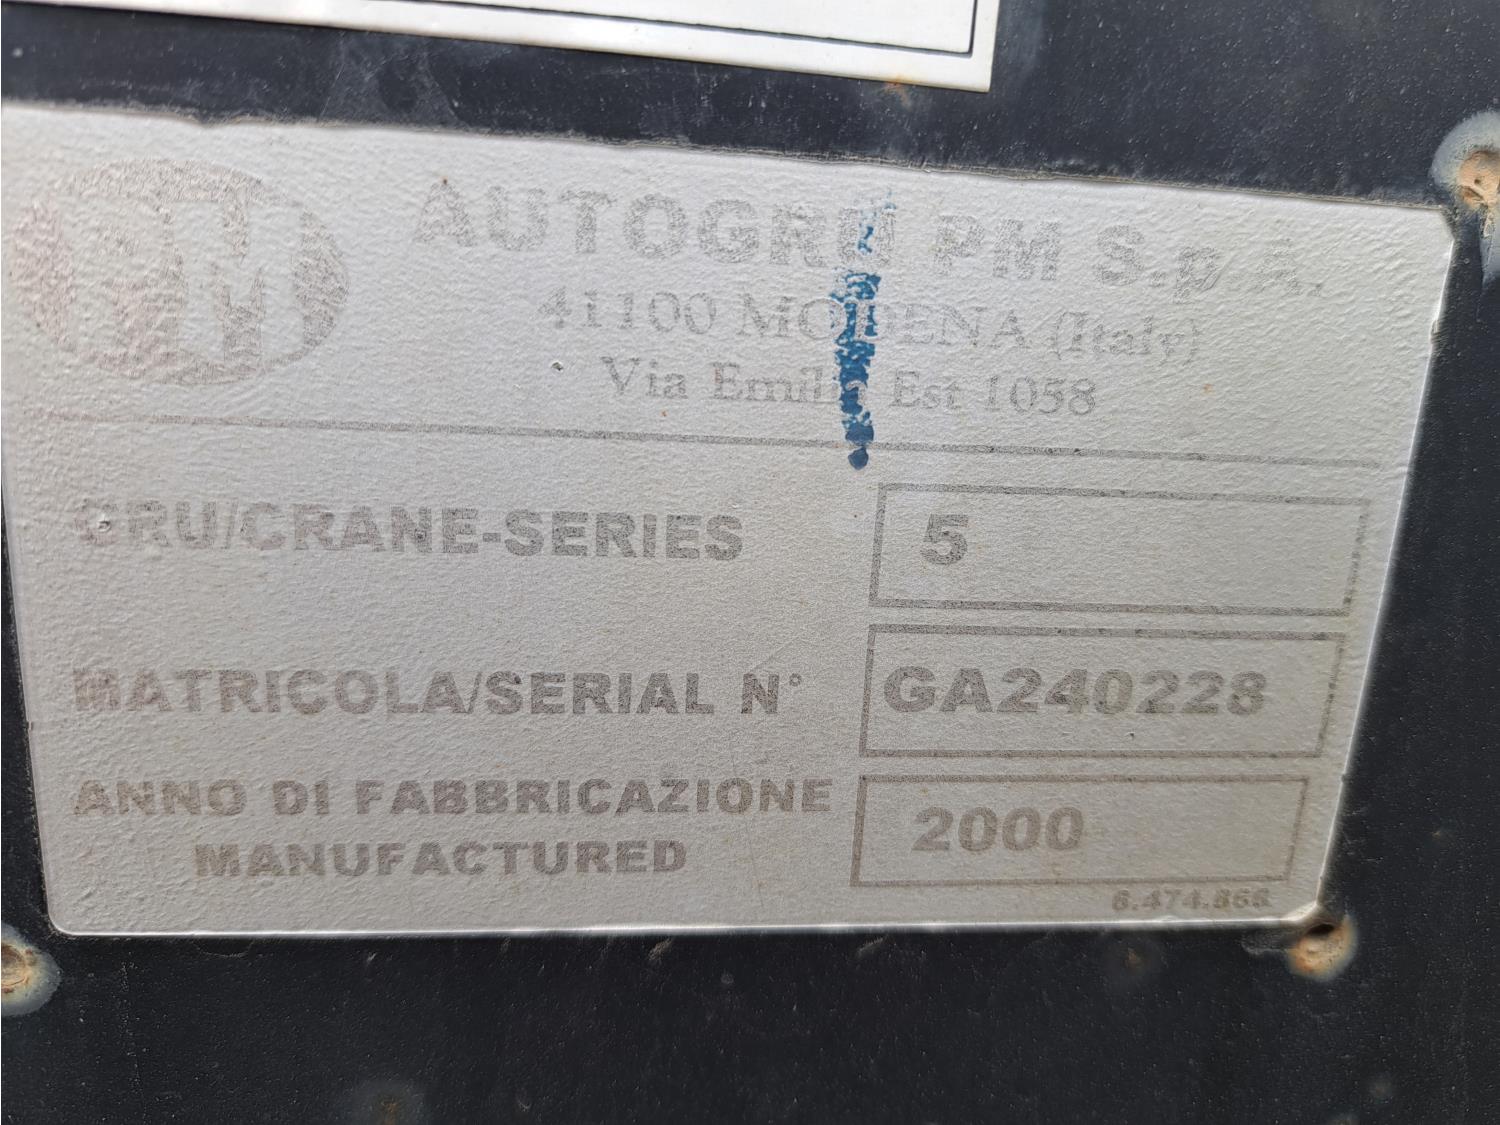 PM
AUTOGRU PM S.p.A.
41100 MODENA (Italy)
Via Emilia Est 1058
GRU/CRANE-SERIES 5
MATRICOLA/SERIAL N° GA240228
ANNO DI FABBRICAZIONE
MANUFACTURED 2000